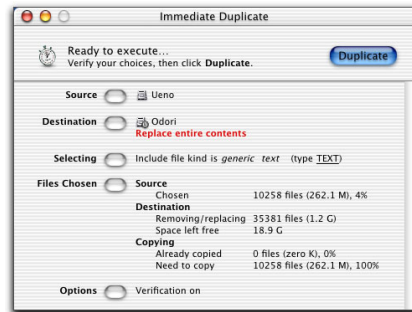 Immediate Duplicate
Ready to execute...
Verify your choices, then click Duplicate.
Duplicate
Source Ueno
Destination Odori
Replace entire contents
Selecting Include file kind is generic text (type TEXT)
Files Chosen Source
Chosen 10258 files (262.1 M), 4%
Destination
Removing/replacing 35381 files (1.2 G)
Space left free 18.9 G
Copying
Already copied 0 files (zero K), 0%
Need to copy 10258 files (262.1 M), 100%
Options Verification on